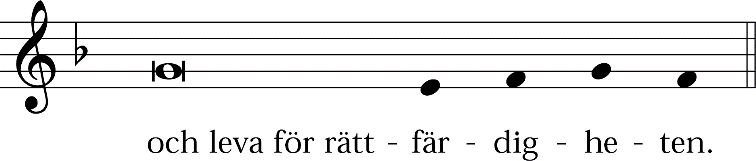 och leva för rätt - fär - dig - he - ten.